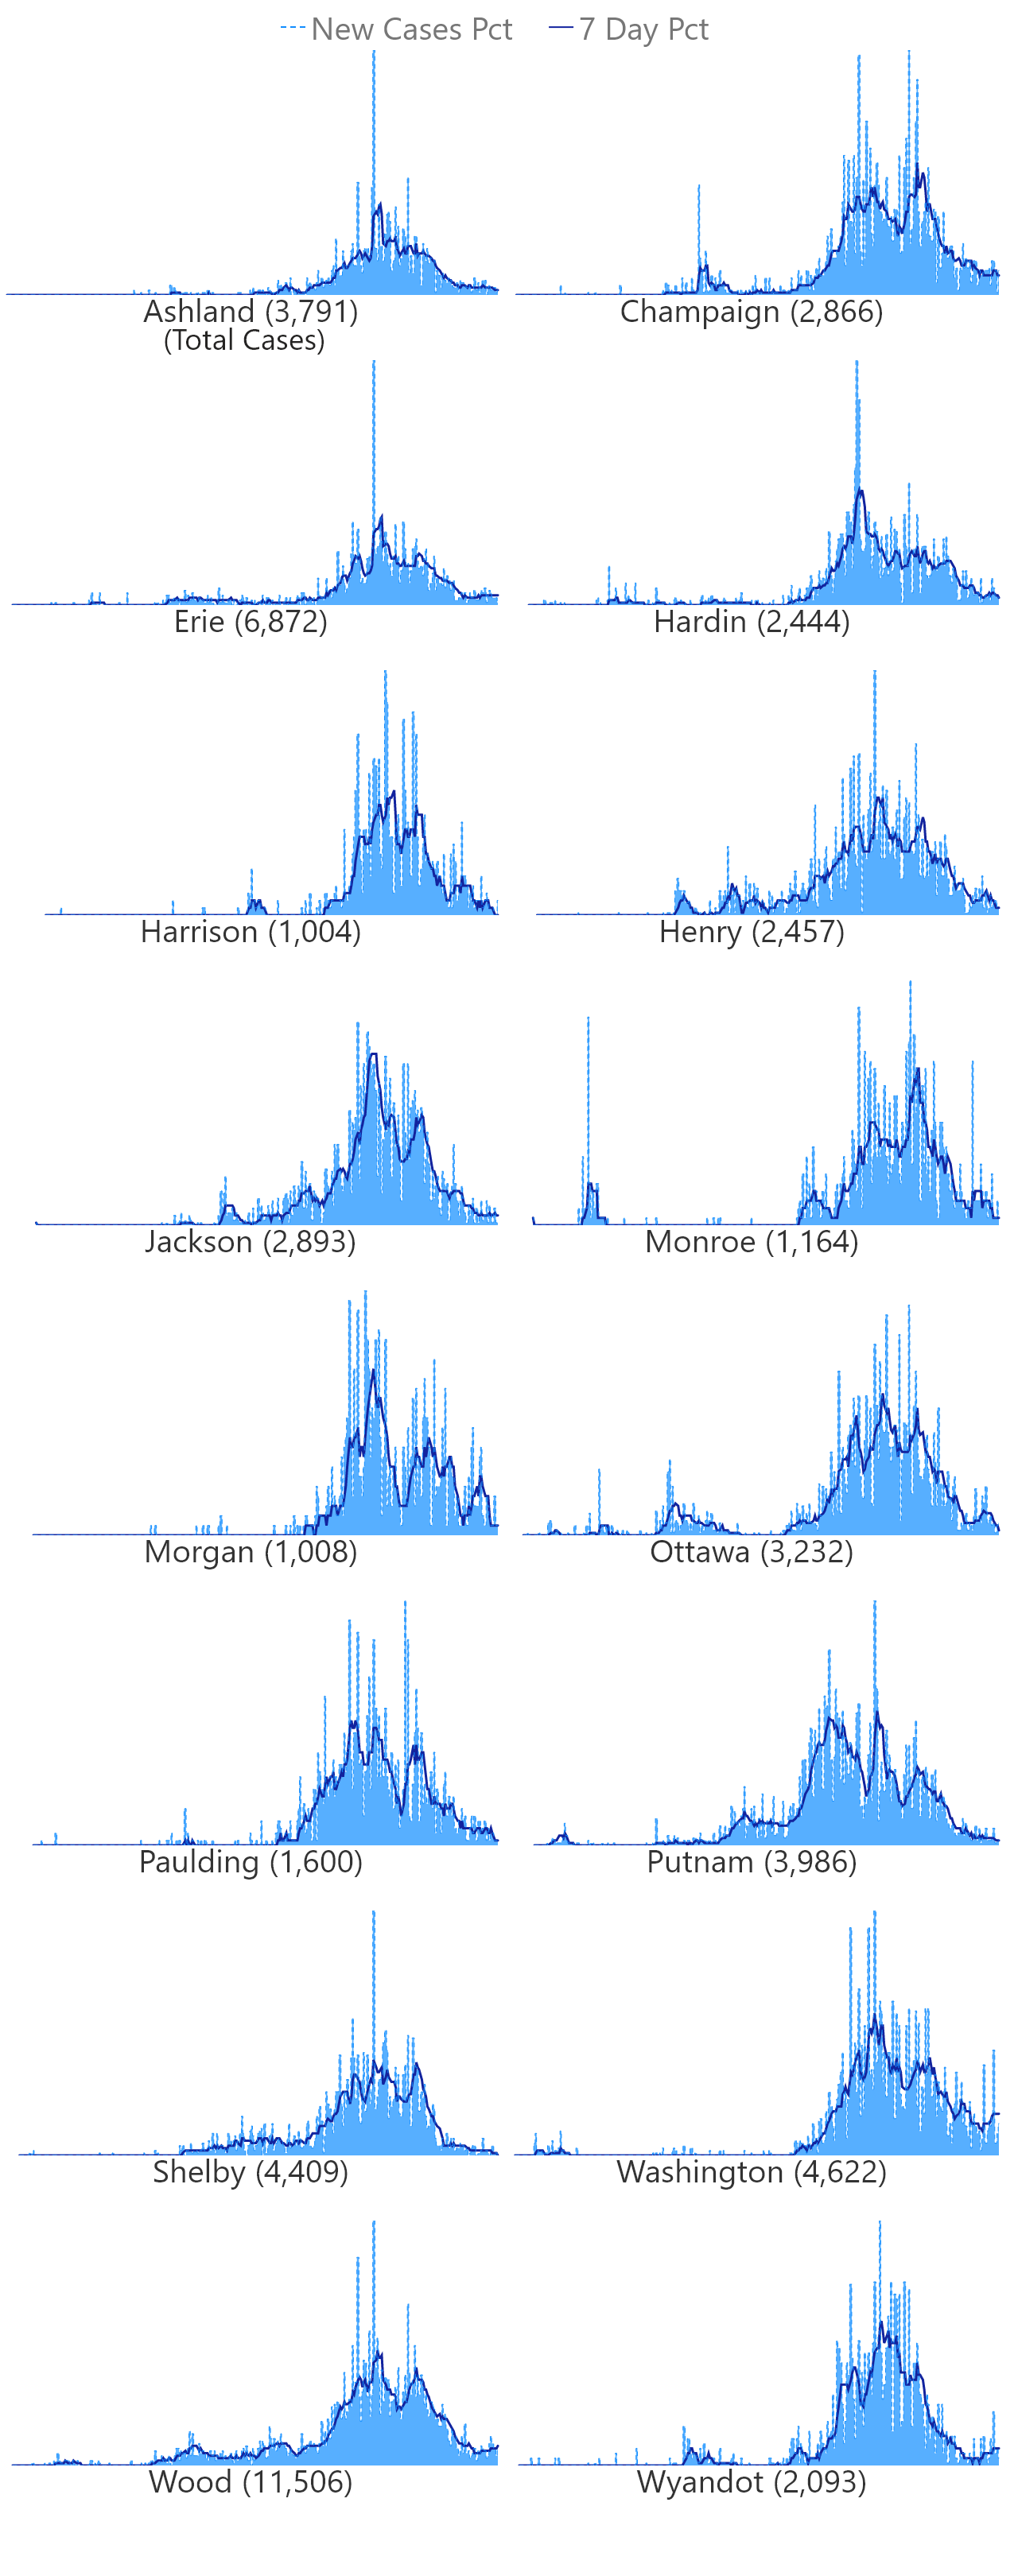 New Cases Pct 7 Day Pct
Ashland (3,791) Champaign (2,866)
(Total Cases)
Erie (6,872) Hardin (2,444)
Harrison (1,004) Henry (2,457)
Jackson (2,893) Monroe (1,164)
Morgan (1,008) Ottawa (3,232)
Paulding (1,600) Putnam (3,986)
Shelby (4,409) Washington (4,622)
Wood (11,506) Wyandot (2,093)